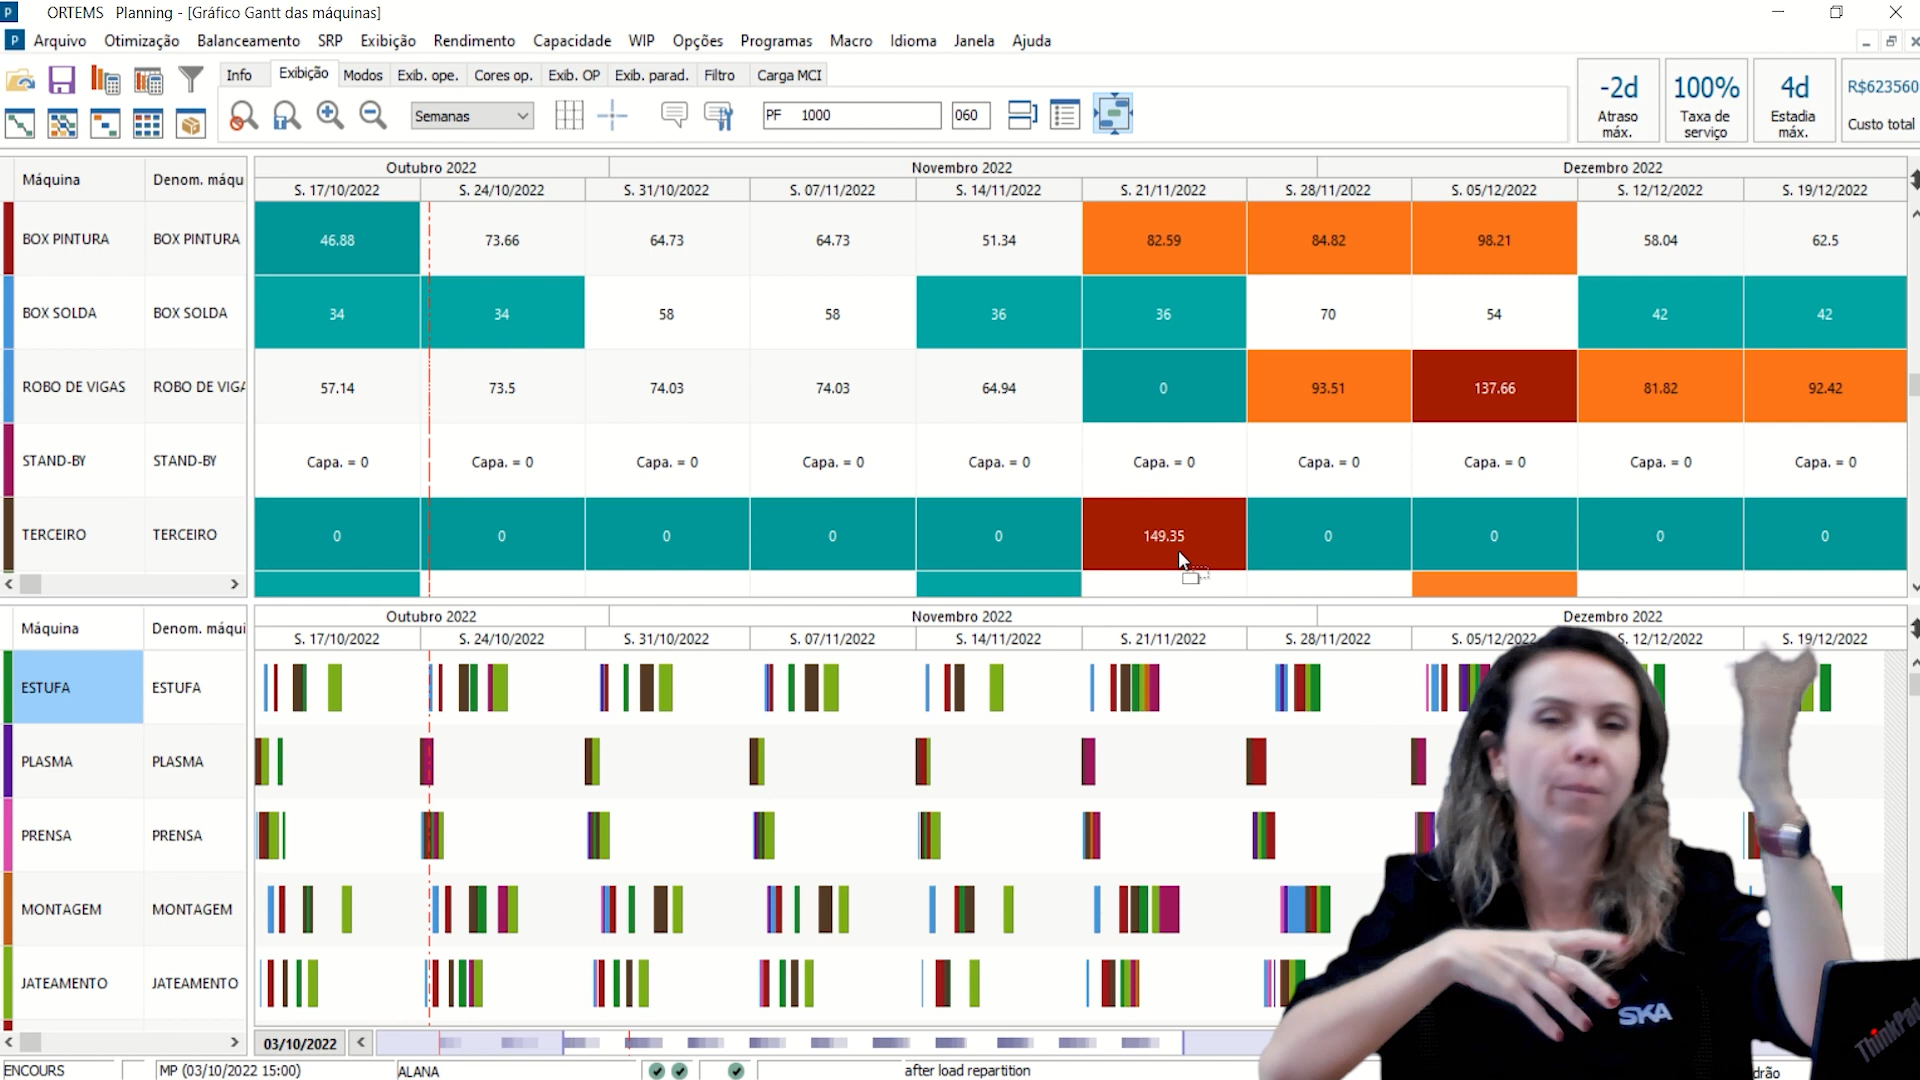 ORTEMS Planning - [Gráfico Gantt das máquinas]
Arquivo Otimização Balanceamento SRP Exibição Rendimento Capacidade WIP Opções Programas Macro Idioma Janela Ajuda
Info Exibição Modos Exib. ope. Cores op. Exib. OP Exib. parad. Filtro Carga MCI
Semanas PF 1000 060
-2d 100% 4d R$623560
Atraso máx. Taxa de serviço Estadia máx. Custo total
Máquina Denom. máqu Outubro 2022 Novembro 2022 Dezembro 2022
S. 17/10/2022 S. 24/10/2022 S. 31/10/2022 S. 07/11/2022 S. 14/11/2022 S. 21/11/2022 S. 28/11/2022 S. 05/12/2022 S. 12/12/2022 S. 19/12/2022
BOX PINTURA BOX PINTURA 46.88 73.66 64.73 64.73 51.34 82.59 84.82 98.21 58.04 62.5
BOX SOLDA BOX SOLDA 34 34 58 58 36 36 70 54 42 42
ROBO DE VIGAS ROBO DE VIGA 57.14 73.5 74.03 74.03 64.94 0 93.51 137.66 81.82 92.42
STAND-BY STAND-BY Capa. = 0 Capa. = 0 Capa. = 0 Capa. = 0 Capa. = 0 Capa. = 0 Capa. = 0 Capa. = 0 Capa. = 0 Capa. = 0
TERCEIRO TERCEIRO 0 0 0 0 0 149.35 0 0 0 0
Máquina Denom. máqui Outubro 2022 Novembro 2022 Dezembro 2022
S. 17/10/2022 S. 24/10/2022 S. 31/10/2022 S. 07/11/2022 S. 14/11/2022 S. 21/11/2022 S. 28/11/2022 S. 05/12/2022 S. 12/12/2022 S. 19/12/2022
ESTUFA ESTUFA
PLASMA PLASMA
PRENSA PRENSA
MONTAGEM MONTAGEM
JATEAMENTO JATEAMENTO
SKA
ThinkPad
03/10/2022
ENCOURS MP (03/10/2022 15:00) ALANA after load repartition drão